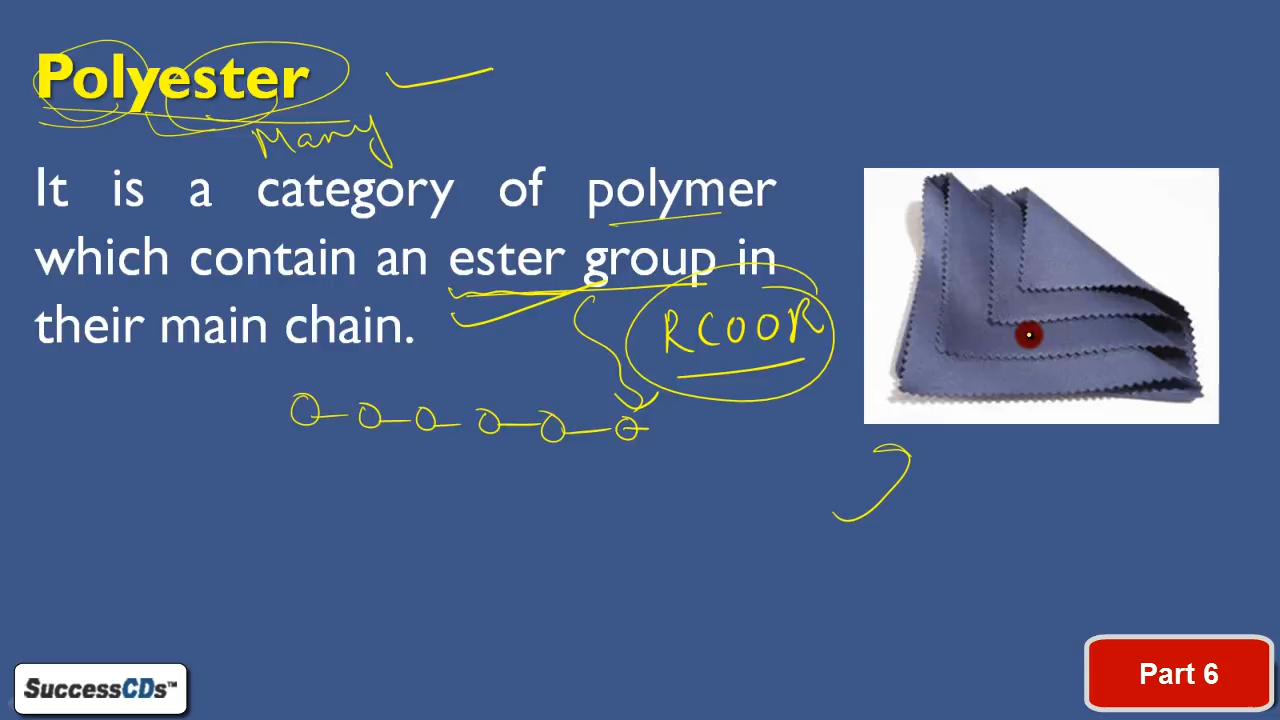 Polyester
Many
It is a category of polymer
which contain an ester group in
their main chain.
RCOOR
SuccessCDs™
Part 6